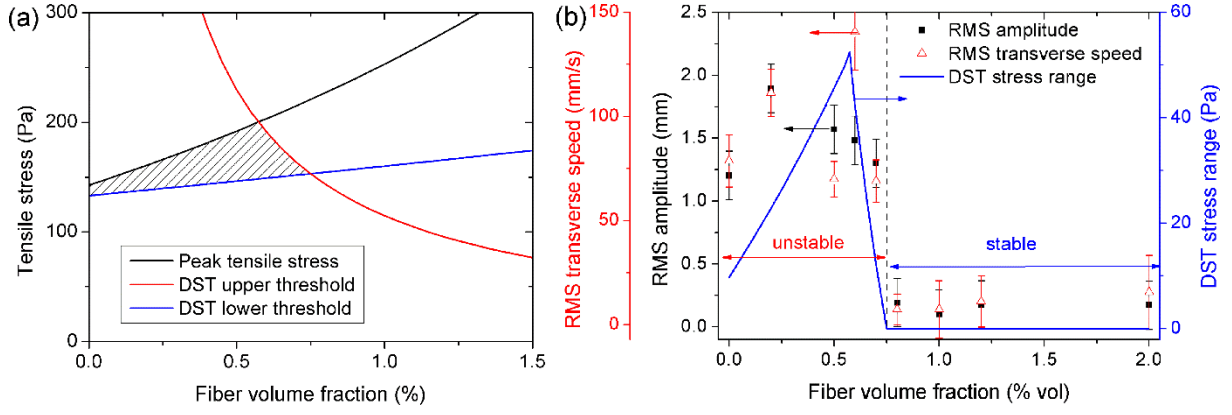 (a)
300
200
100
0
Tensile stress (Pa)
Peak tensile stress
DST upper threshold
DST lower threshold
0.0 0.5 1.0 1.5
Fiber volume fraction (%)
(b)
150
100
50
0
RMS transverse speed (mm/s)
2.5
2.0
1.5
1.0
0.5
0.0
RMS amplitude (mm)
RMS amplitude
RMS transverse speed
DST stress range
unstable
stable
60
40
20
0
DST stress range (Pa)
0.0 0.5 1.0 1.5 2.0
Fiber volume fraction (% vol)